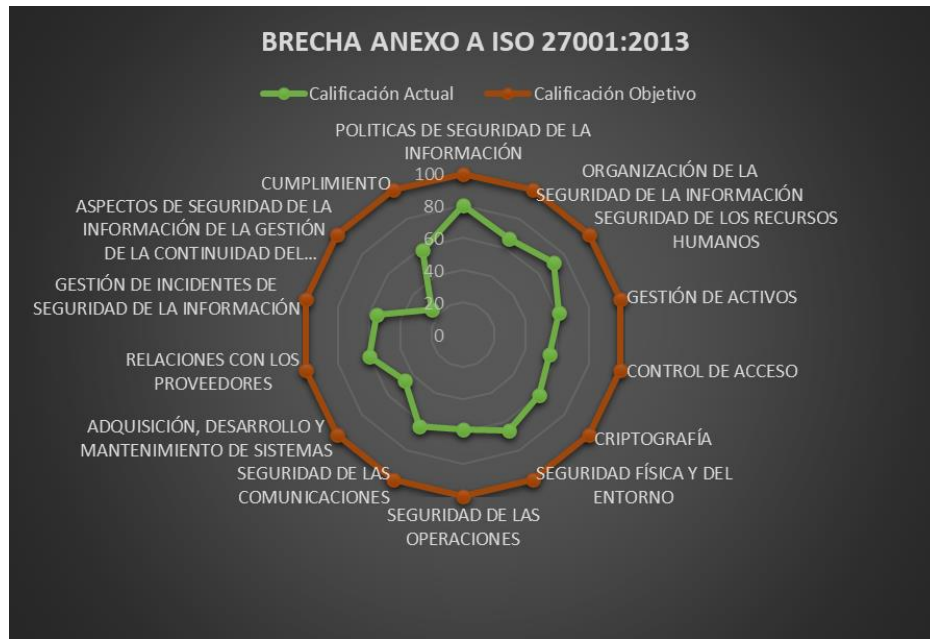 BRECHA ANEXO A ISO 27001:2013
Calificación Actual
Calificación Objetivo
POLITICAS DE SEGURIDAD DE LA
INFORMACIÓN
ORGANIZACIÓN DE LA
SEGURIDAD DE LA INFORMACIÓN
SEGURIDAD DE LOS RECURSOS
HUMANOS
GESTIÓN DE ACTIVOS
CONTROL DE ACCESO
CRIPTOGRAFÍA
SEGURIDAD FÍSICA Y DEL
ENTORNO
SEGURIDAD DE LAS
OPERACIONES
SEGURIDAD DE LAS
COMUNICACIONES
ADQUISICIÓN, DESARROLLO Y
MANTENIMIENTO DE SISTEMAS
RELACIONES CON LOS
PROVEEDORES
GESTIÓN DE INCIDENTES DE
SEGURIDAD DE LA INFORMACIÓN
ASPECTOS DE SEGURIDAD DE LA
INFORMACIÓN DE LA GESTIÓN
DE LA CONTINUIDAD DEL...
CUMPLIMIENTO
100
80
60
40
20
0